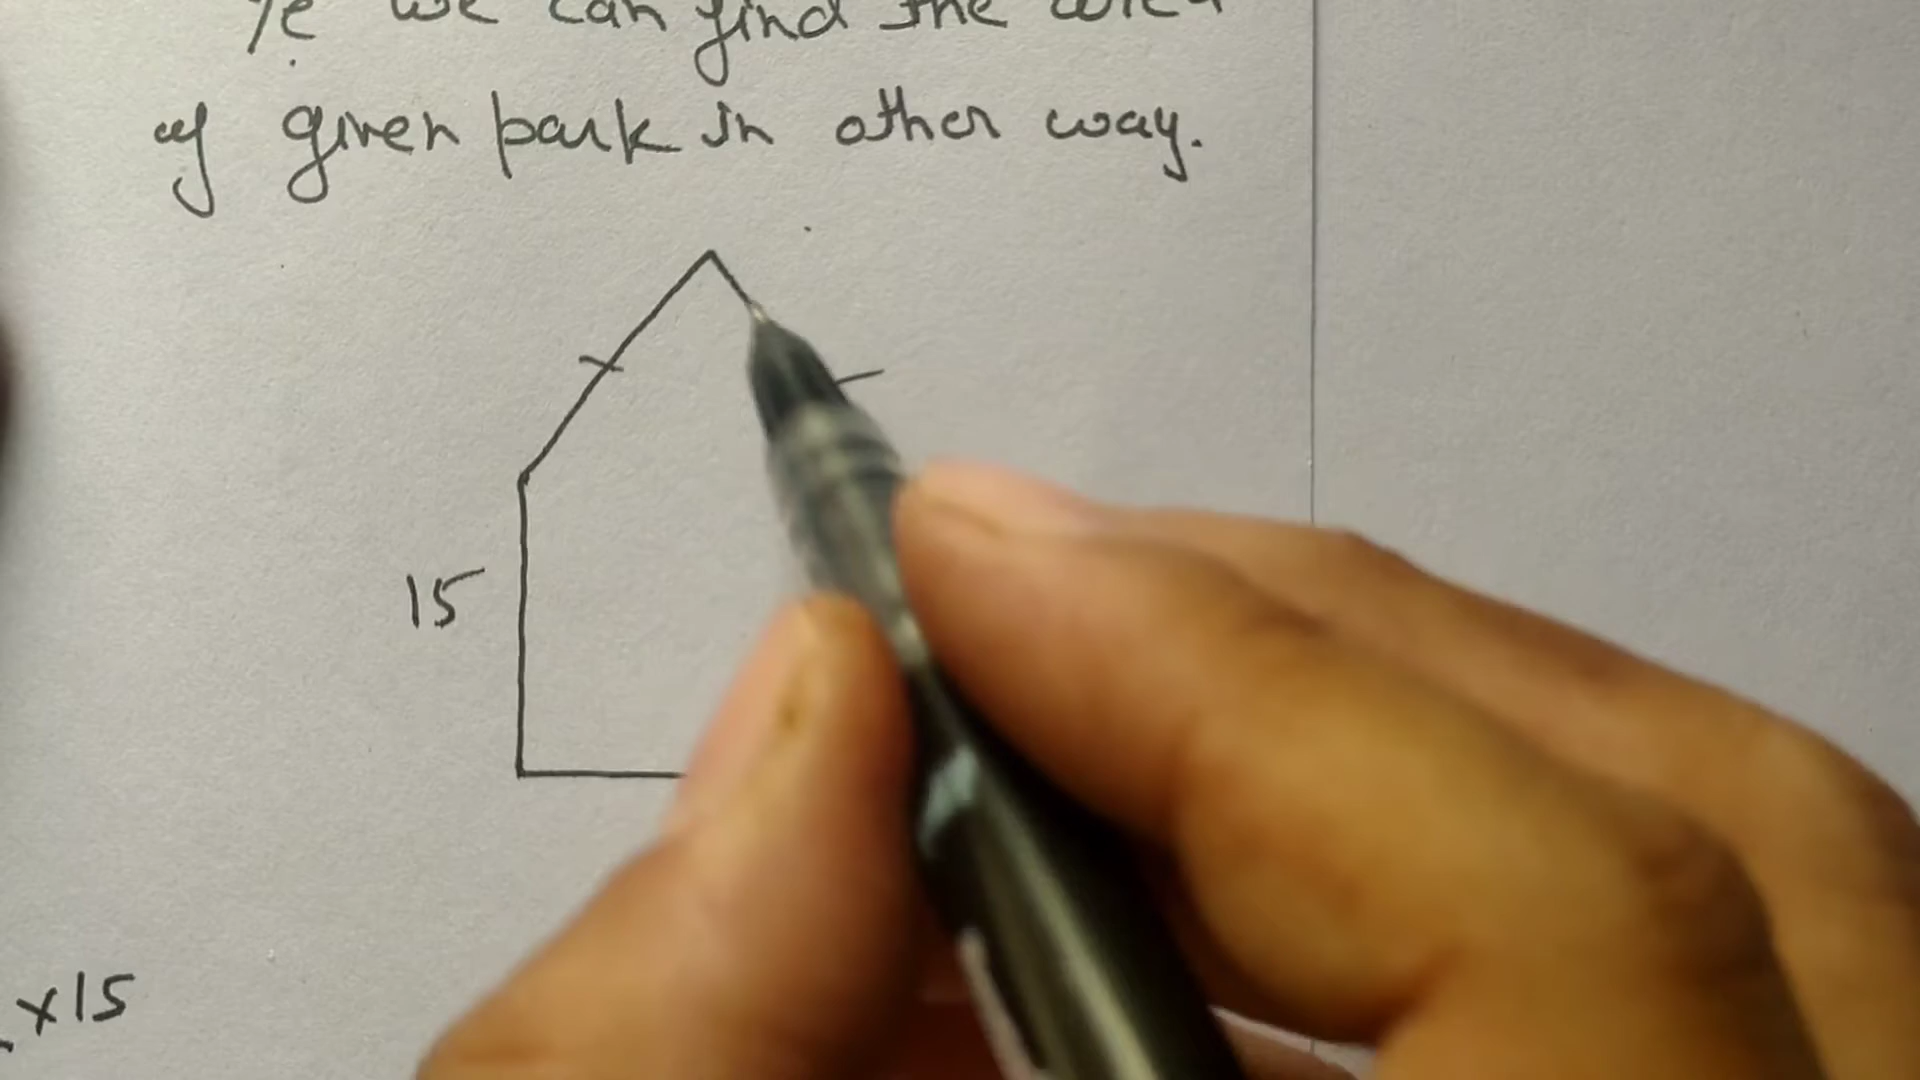 we can find the
of given park in other way.
15
x15